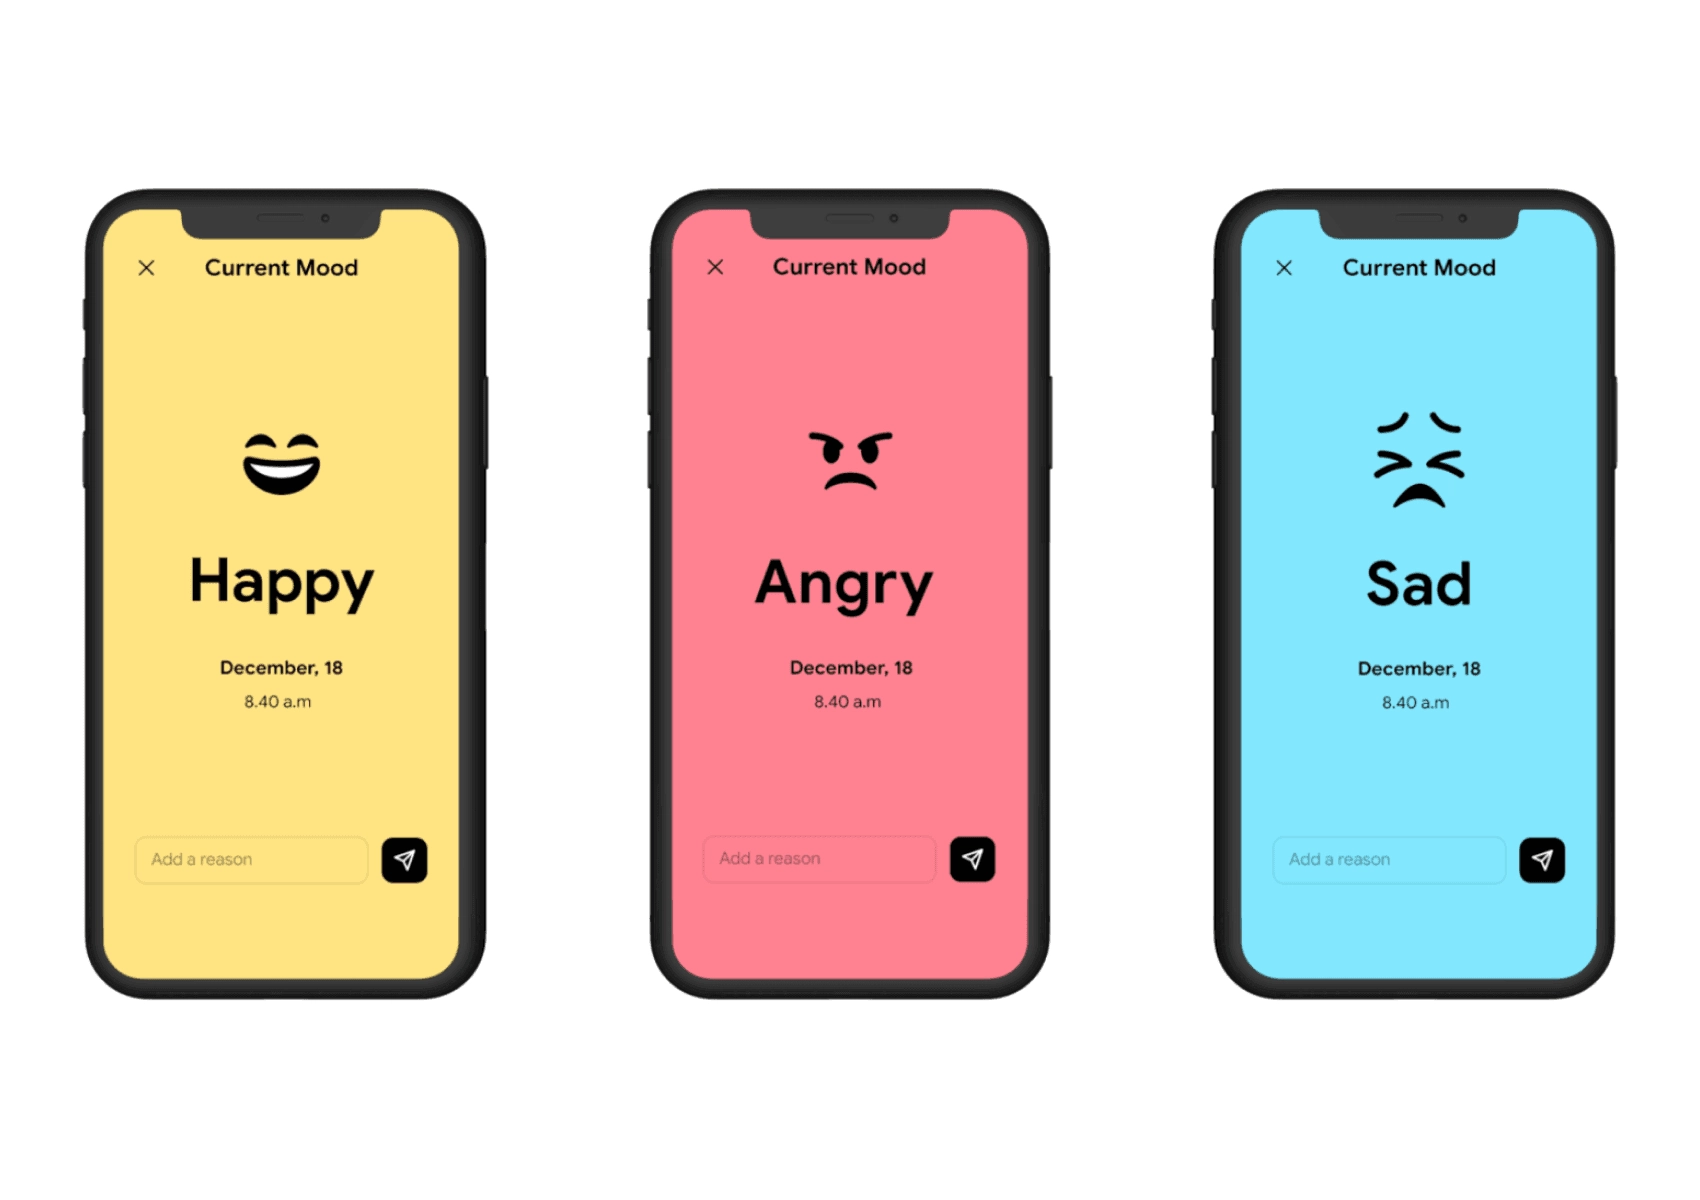 Current Mood
Happy
December, 18
8.40 a.m
Add a reason
Current Mood
Angry
December, 18
8.40 a.m
Add a reason
Current Mood
Sad
December, 18
8.40 a.m
Add a reason